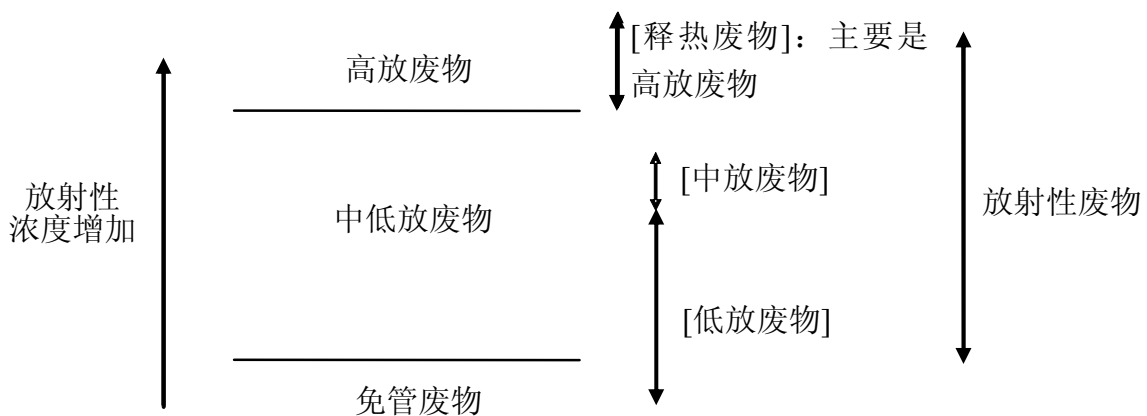 [释热废物]：主要是
高放废物
高放废物
放射性
浓度增加
中低放废物
[中放废物]
[低放废物]
放射性废物
免管废物